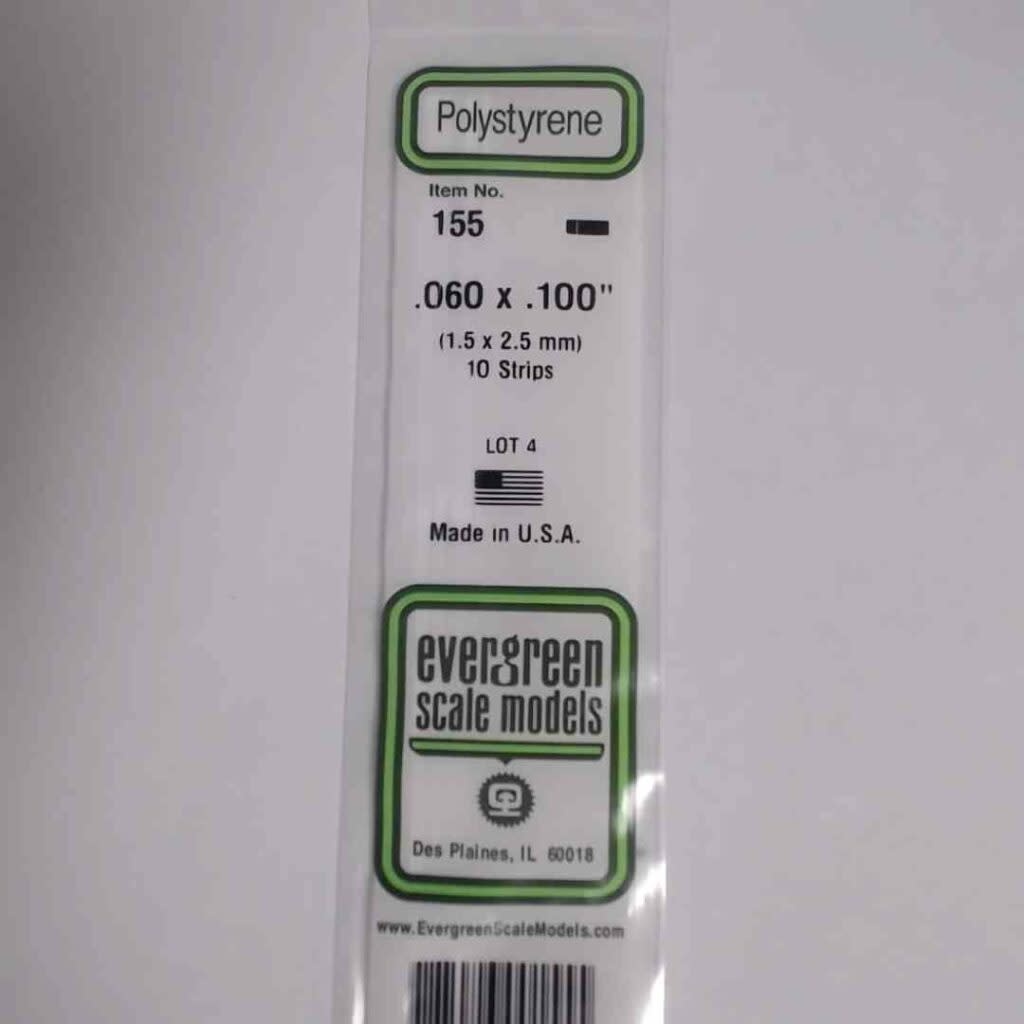 Polystyrene
Item No.
155
.060 x .100"
(1.5 x 2.5 mm)
10 Strips
LOT 4
Made in U.S.A.
evergreen
scale models
Des Plaines, IL 60018
www.EvergreenScaleModels.com